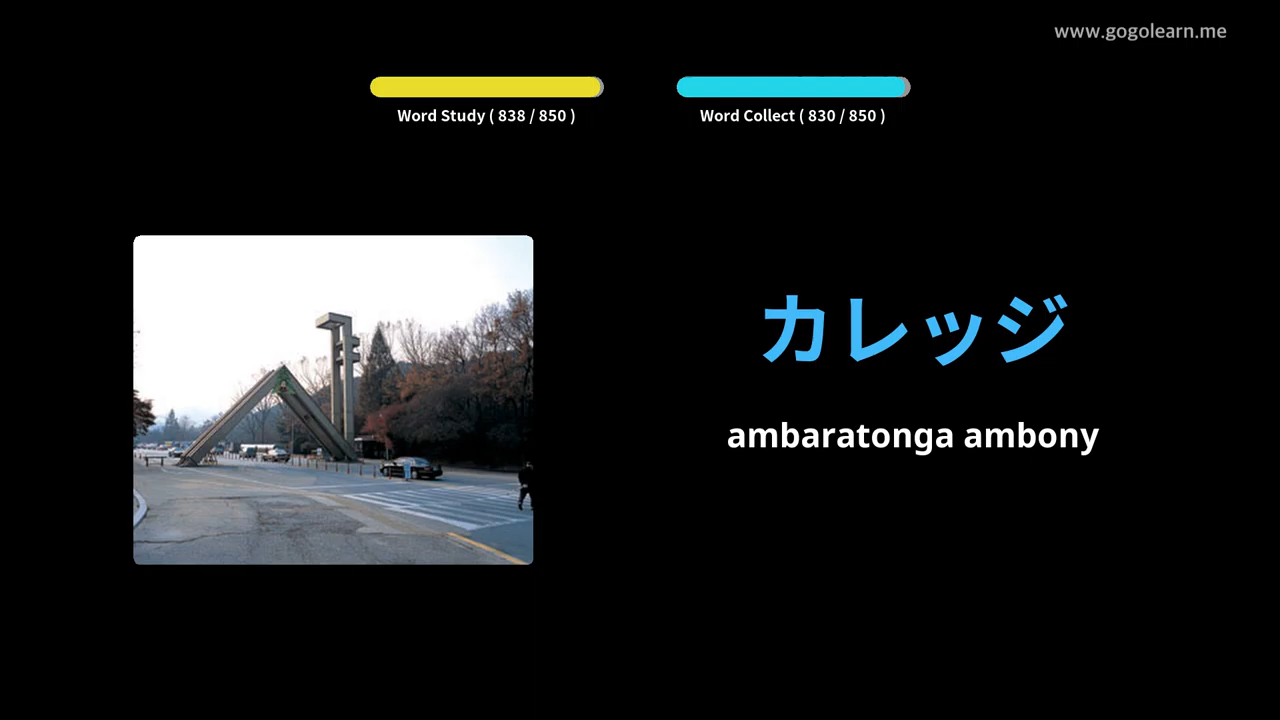 www.gogolearn.me
Word Study ( 838 / 850 )
Word Collect ( 830 / 850 )
カレッジ
ambaratonga ambony